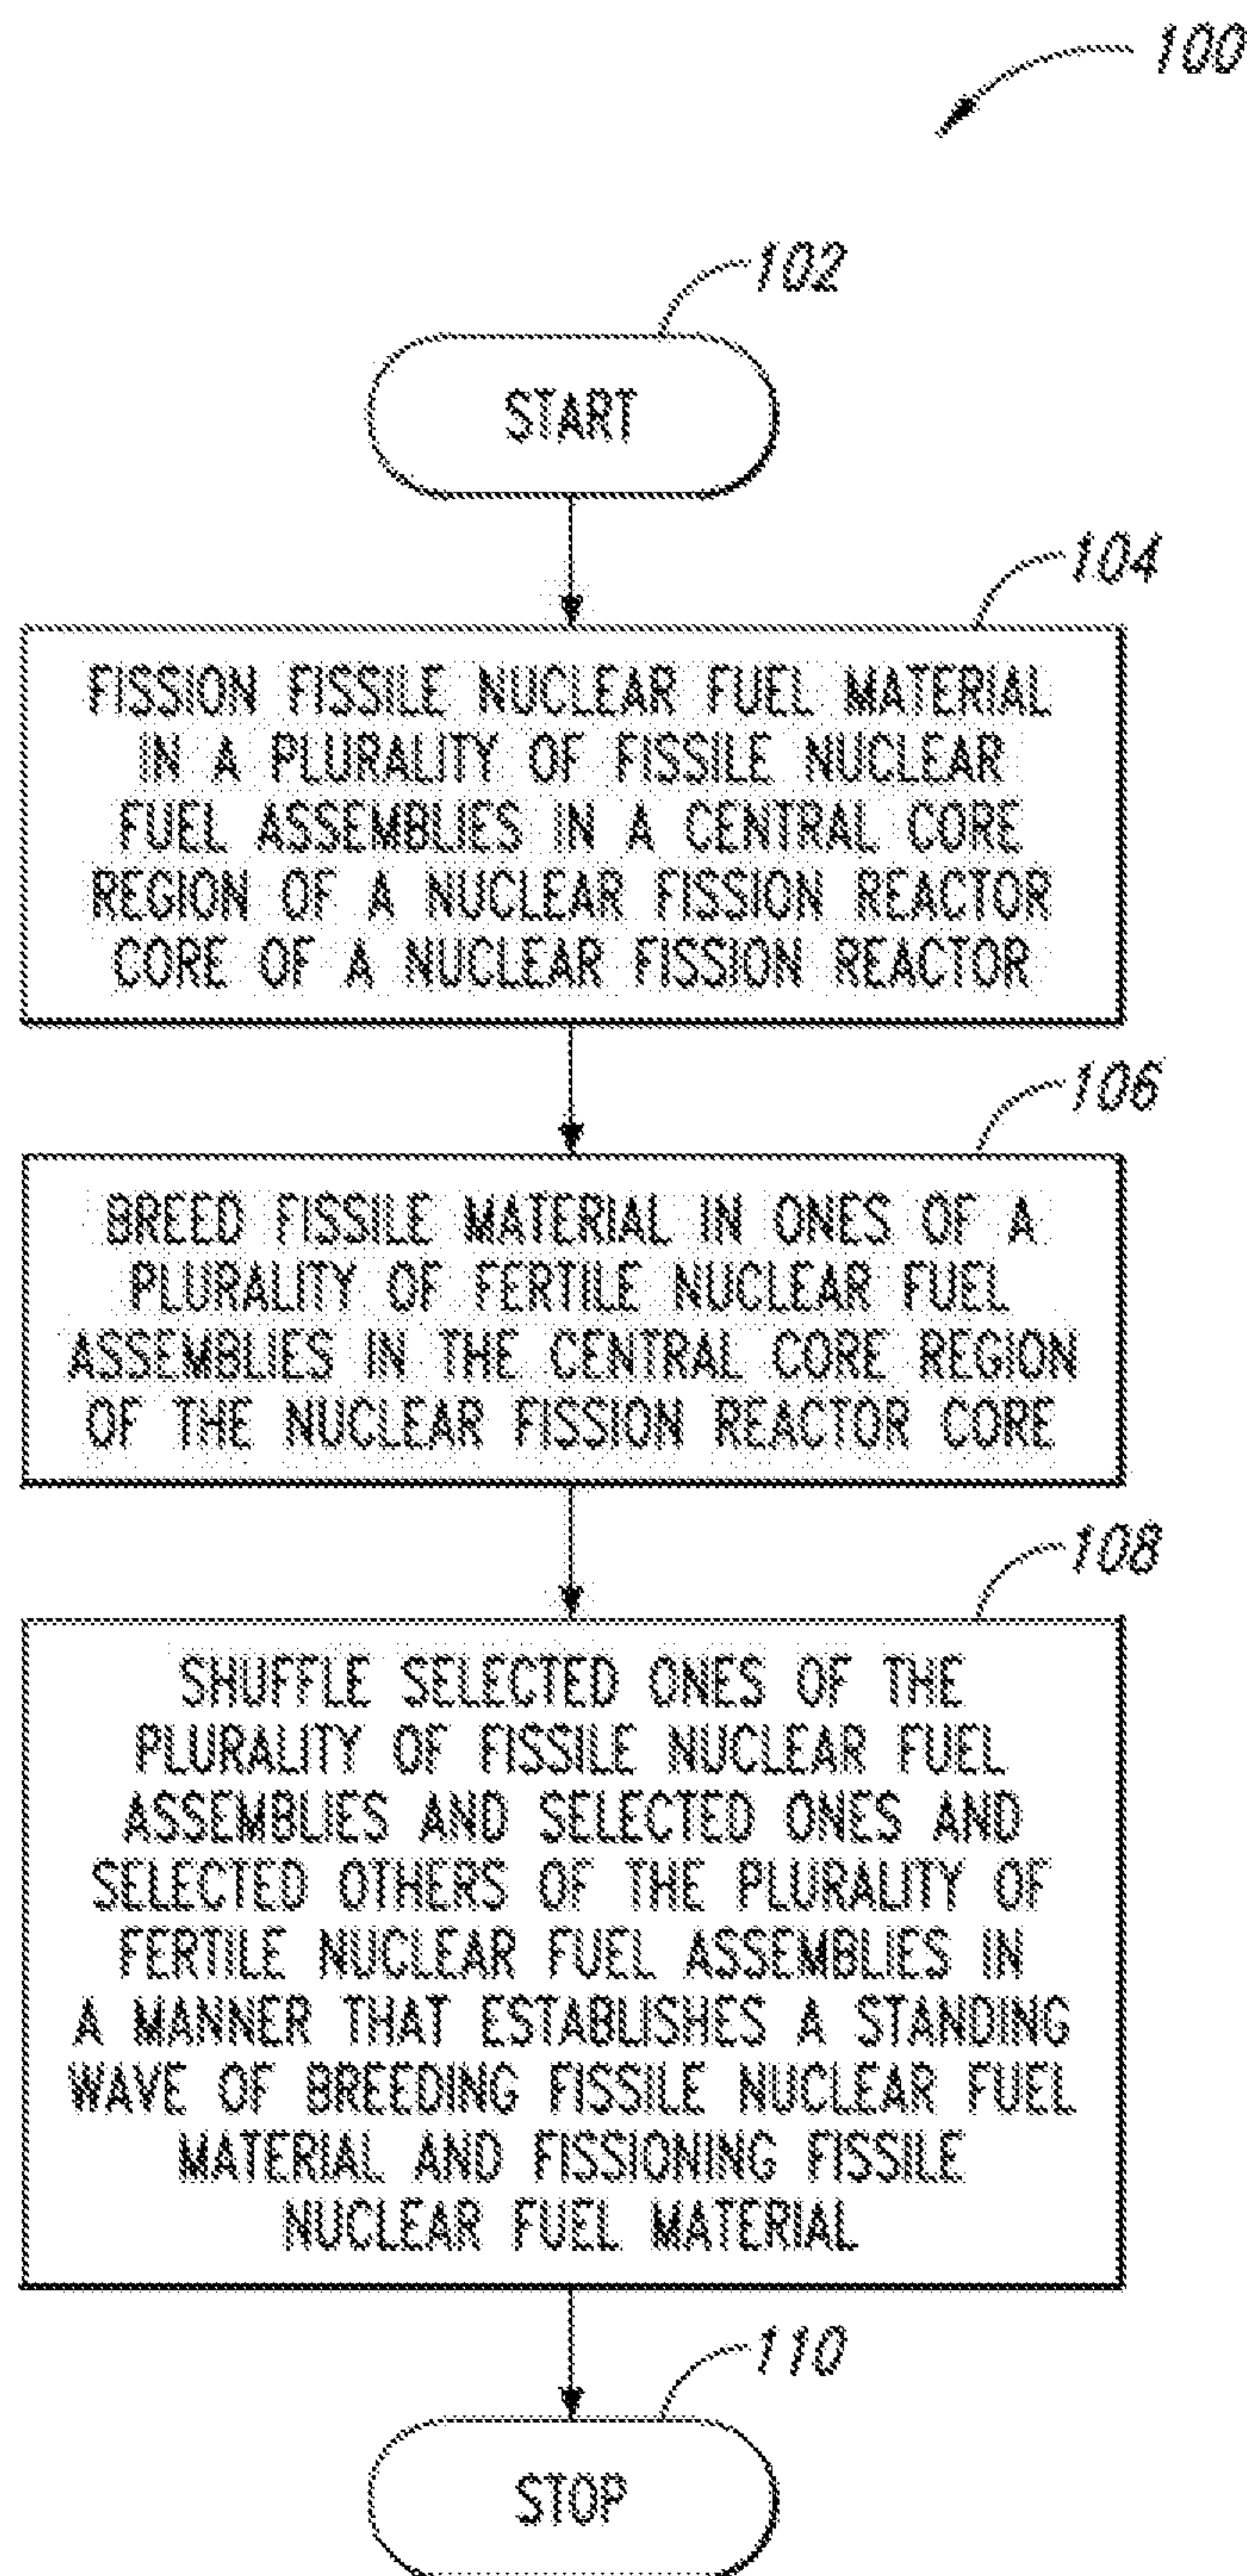 100
102
START
104
FISSION FISSILE NUCLEAR FUEL MATERIAL
IN A PLURALITY OF FISSILE NUCLEAR
FUEL ASSEMBLIES IN A CENTRAL CORE
REGION OF A NUCLEAR FISSION REACTOR
CORE OF A NUCLEAR FISSION REACTOR
106
BREED FISSILE MATERIAL IN ONES OF A
PLURALITY OF FERTILE NUCLEAR FUEL
ASSEMBLIES IN THE CENTRAL CORE REGION
OF THE NUCLEAR FISSION REACTOR CORE
108
SHUFFLE SELECTED ONES OF THE
PLURALITY OF FISSILE NUCLEAR FUEL
ASSEMBLIES AND SELECTED ONES AND
SELECTED OTHERS OF THE PLURALITY OF
FERTILE NUCLEAR FUEL ASSEMBLIES IN
A MANNER THAT ESTABLISHES A STANDING
WAVE OF BREEDING FISSILE NUCLEAR FUEL
MATERIAL AND FISSIONING FISSILE
NUCLEAR FUEL MATERIAL
110
STOP